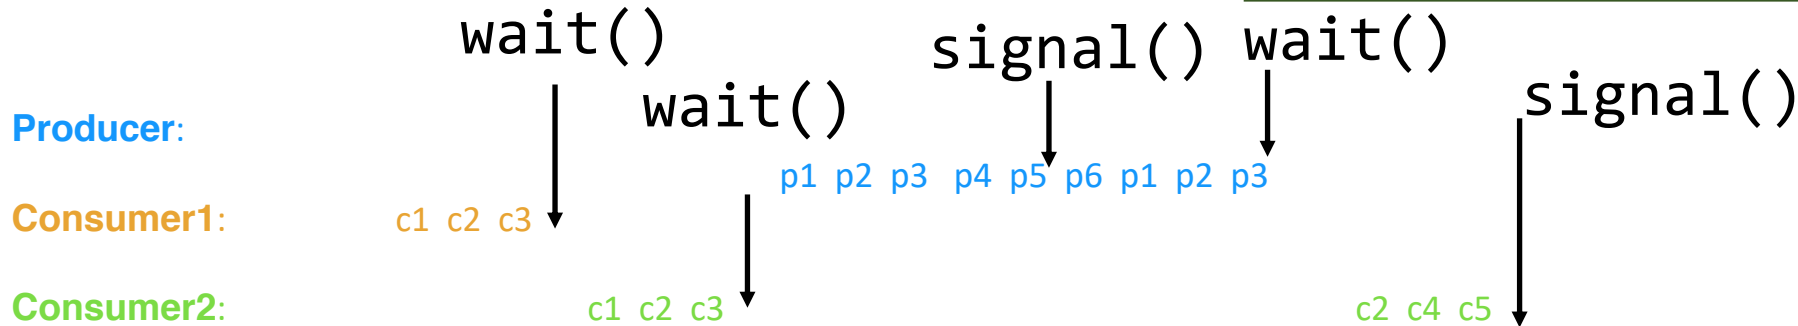 wait()
signal()
wait()
wait()
signal()
Producer:
p1 p2 p3 p4 p5 p6 p1 p2 p3
Consumer1:
c1 c2 c3
Consumer2:
c1 c2 c3
c2 c4 c5